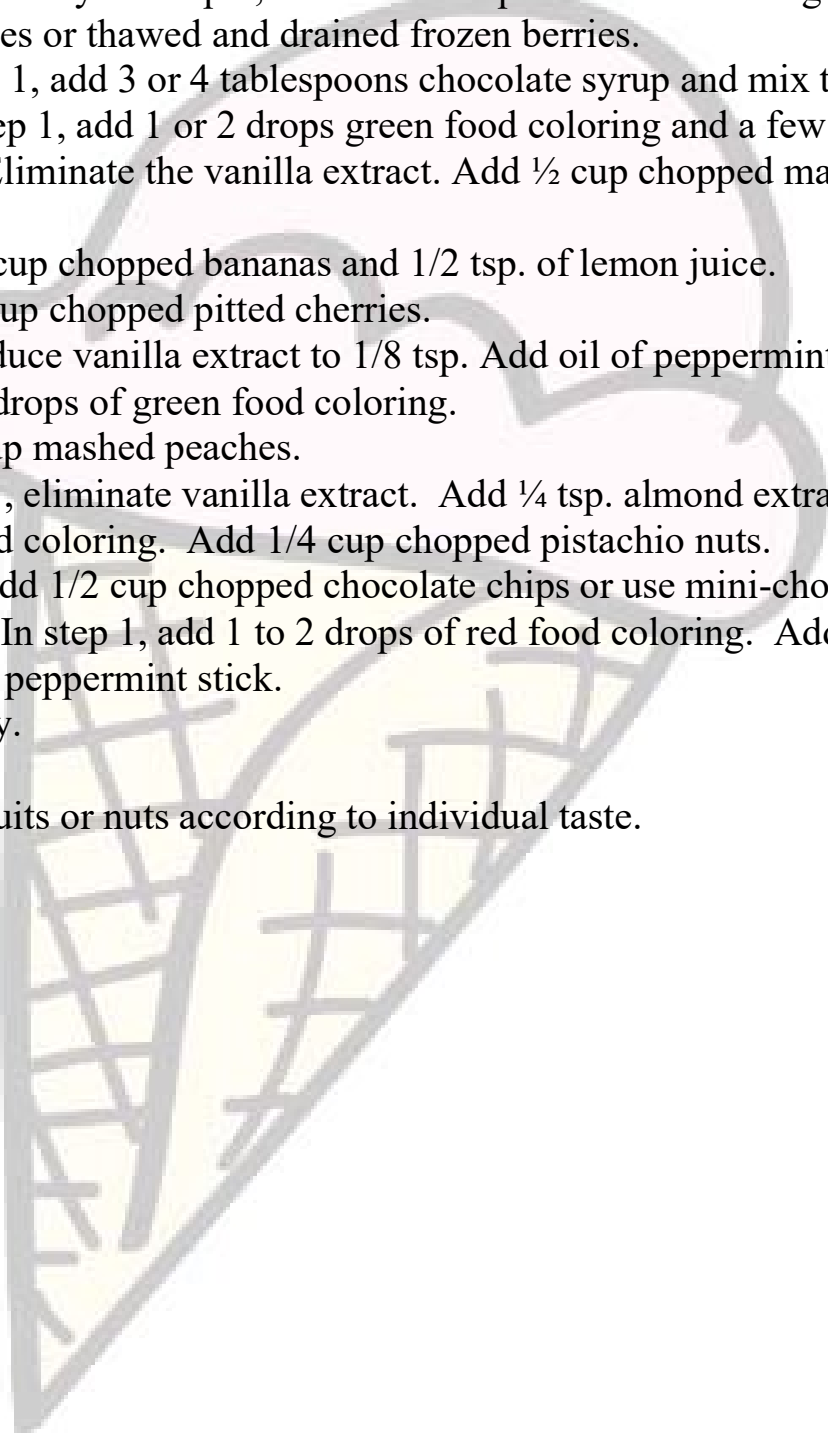 es or thawed and drained frozen berries.
1, add 3 or 4 tablespoons chocolate syrup and mix t
ep 1, add 1 or 2 drops green food coloring and a few
Eliminate the vanilla extract. Add ½ cup chopped ma
cup chopped bananas and 1/2 tsp. of lemon juice.
up chopped pitted cherries.
duce vanilla extract to 1/8 tsp. Add oil of peppermint
drops of green food coloring.
up mashed peaches.
, eliminate vanilla extract.  Add ¼ tsp. almond extra
d coloring.  Add 1/4 cup chopped pistachio nuts.
dd 1/2 cup chopped chocolate chips or use mini-cho
In step 1, add 1 to 2 drops of red food coloring.  Add
peppermint stick.
y.
uits or nuts according to individual taste.